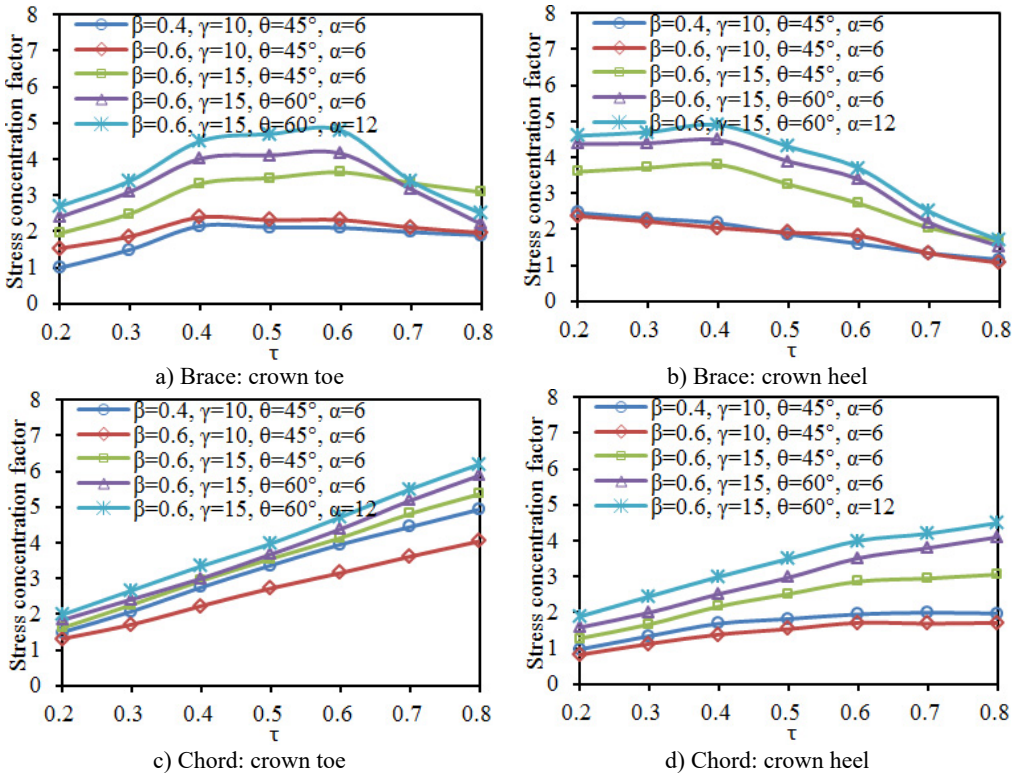 Stress concentration factor
8
7
6
5
4
3
2
1
0
β=0.4, γ=10, θ=45°, α=6
β=0.6, γ=10, θ=45°, α=6
β=0.6, γ=15, θ=45°, α=6
β=0.6, γ=15, θ=60°, α=6
β=0.6, γ=15, θ=60°, α=12
0.2 0.3 0.4 0.5 0.6 0.7 0.8
τ
a) Brace: crown toe
Stress concentration factor
8
7
6
5
4
3
2
1
0
β=0.4, γ=10, θ=45°, α=6
β=0.6, γ=10, θ=45°, α=6
β=0.6, γ=15, θ=45°, α=6
β=0.6, γ=15, θ=60°, α=6
β=0.6, γ=15, θ=60°, α=12
0.2 0.3 0.4 0.5 0.6 0.7 0.8
τ
b) Brace: crown heel
Stress concentration factor
8
7
6
5
4
3
2
1
0
β=0.4, γ=10, θ=45°, α=6
β=0.6, γ=10, θ=45°, α=6
β=0.6, γ=15, θ=45°, α=6
β=0.6, γ=15, θ=60°, α=6
β=0.6, γ=15, θ=60°, α=12
0.2 0.3 0.4 0.5 0.6 0.7 0.8
τ
c) Chord: crown toe
Stress concentration factor
8
7
6
5
4
3
2
1
0
β=0.4, γ=10, θ=45°, α=6
β=0.6, γ=10, θ=45°, α=6
β=0.6, γ=15, θ=45°, α=6
β=0.6, γ=15, θ=60°, α=6
β=0.6, γ=15, θ=60°, α=12
0.2 0.3 0.4 0.5 0.6 0.7 0.8
τ
d) Chord: crown heel